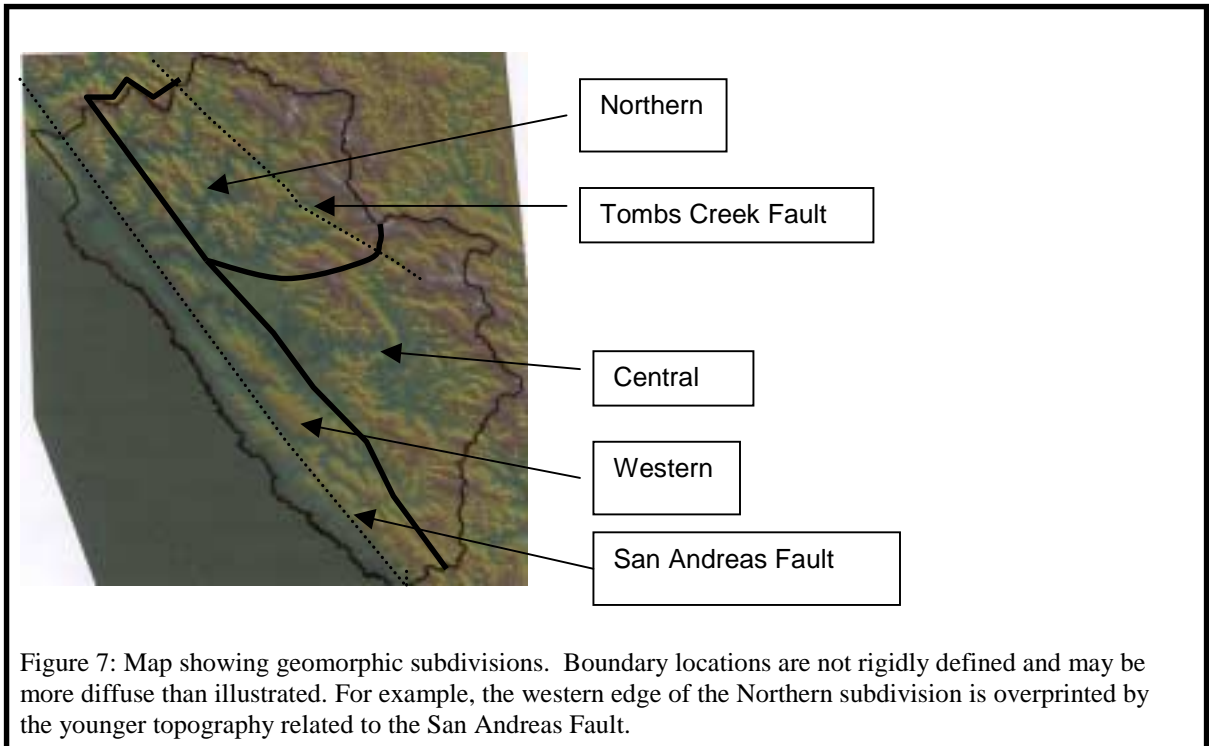 Northern
Tombs Creek Fault
Central
Western
San Andreas Fault
Figure 7: Map showing geomorphic subdivisions.  Boundary locations are not rigidly defined and may be
more diffuse than illustrated. For example, the western edge of the Northern subdivision is overprinted by
the younger topography related to the San Andreas Fault.